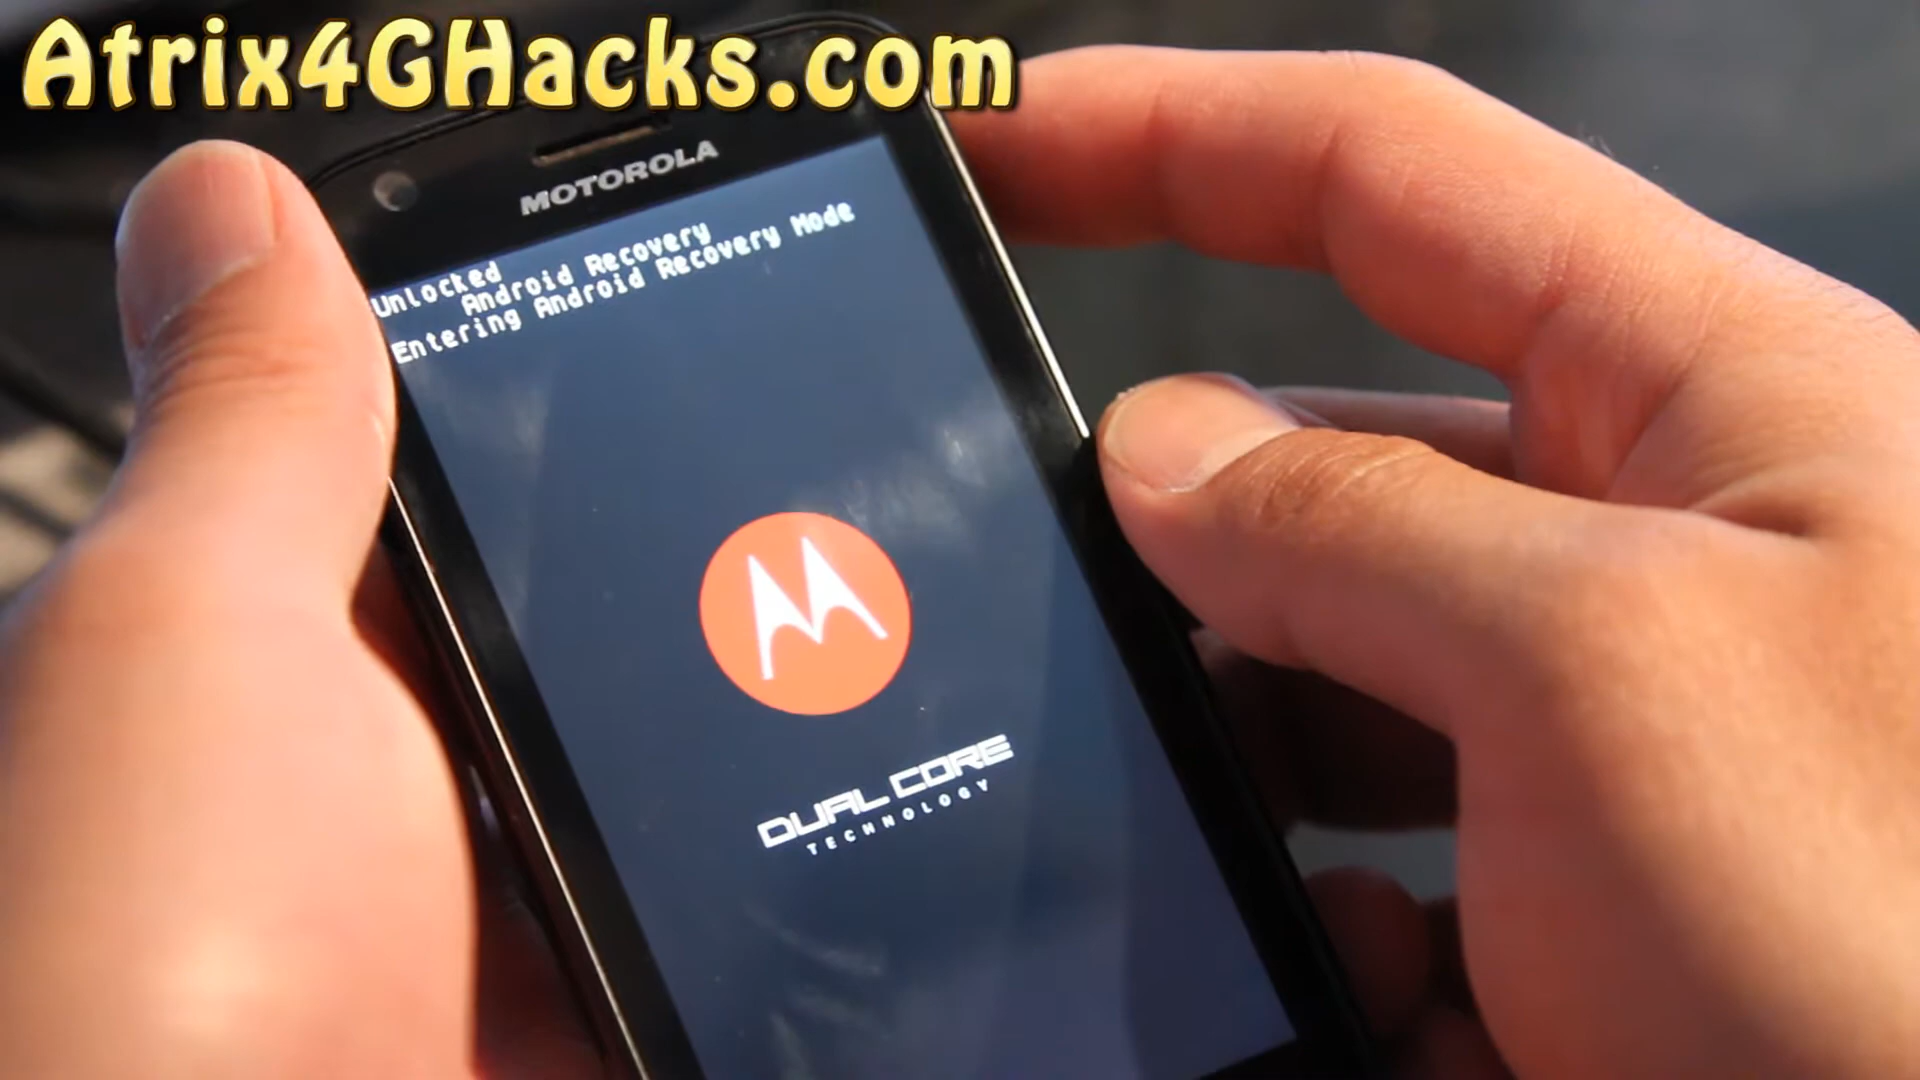 Atrix4GHacks.com
MOTOROLA
Unlocked
Android Recovery
Entering Android Recovery Mode
DUAL CORE
TECHNOLOGY